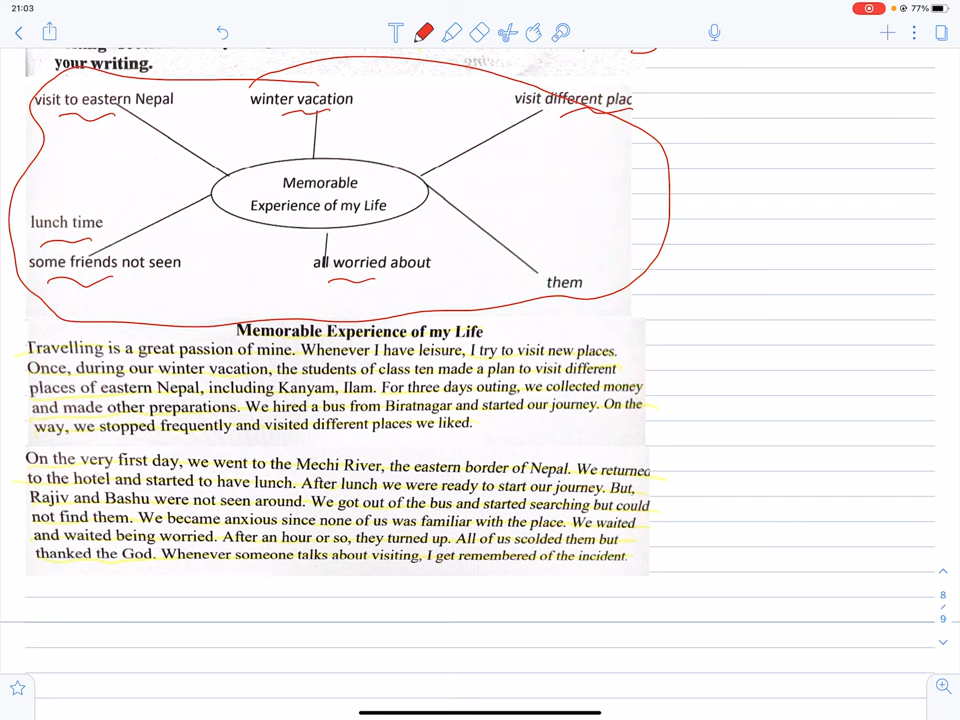 21:03
77%
your writing.
visit to eastern Nepal
winter vacation
visit different plac
Memorable
Experience of my Life
lunch time
some friends not seen
all worried about
them
Memorable Experience of my Life
Travelling is a great passion of mine. Whenever I have leisure, I try to visit new places.
Once, during our winter vacation, the students of class ten made a plan to visit different
places of eastern Nepal, including Kanyam, Ilam. For three days outing, we collected money
and made other preparations. We hired a bus from Biratnagar and started our journey. On the
way, we stopped frequently and visited different places we liked.
On the very first day, we went to the Mechi River, the eastern border of Nepal. We returned
to the hotel and started to have lunch. After lunch we were ready to start our journey. But,
Rajiv and Bashu were not seen around. We got out of the bus and started searching but could
not find them. We became anxious since none of us was familiar with the place. We waited
and waited being worried. After an hour or so, they turned up. All of us scolded them but
thanked the God. Whenever someone talks about visiting, I get remembered of the incident.
8
/
9